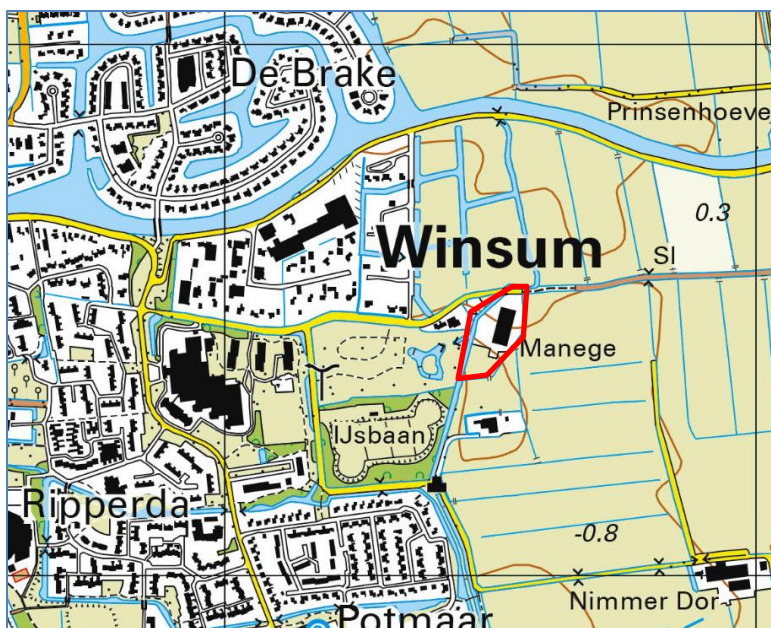 De Brake
Prinsenhoeve
0.3
Winsum
Sl
Manege
IJsbaan
Ripperda
-0.8
Nimmer Dor
Potmaar